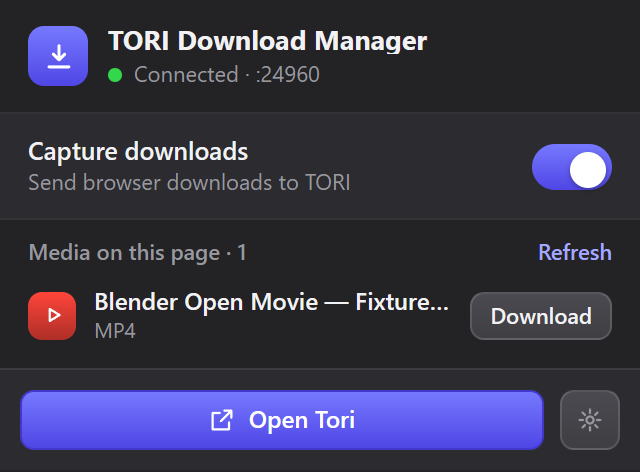 TORI Download Manager
Connected · :24960
Capture downloads
Send browser downloads to TORI
Media on this page · 1
Refresh
Blender Open Movie — Fixture...
MP4
Download
Open Tori